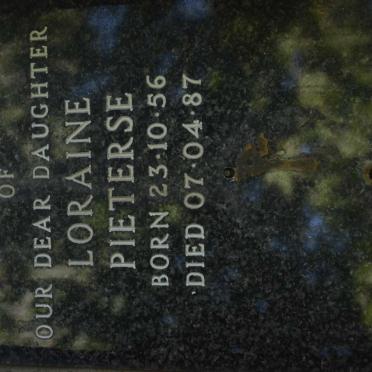 OF
OUR DEAR DAUGHTER
LORAINE
PIETERSE
BORN 23·10·56
DIED 07·04·87